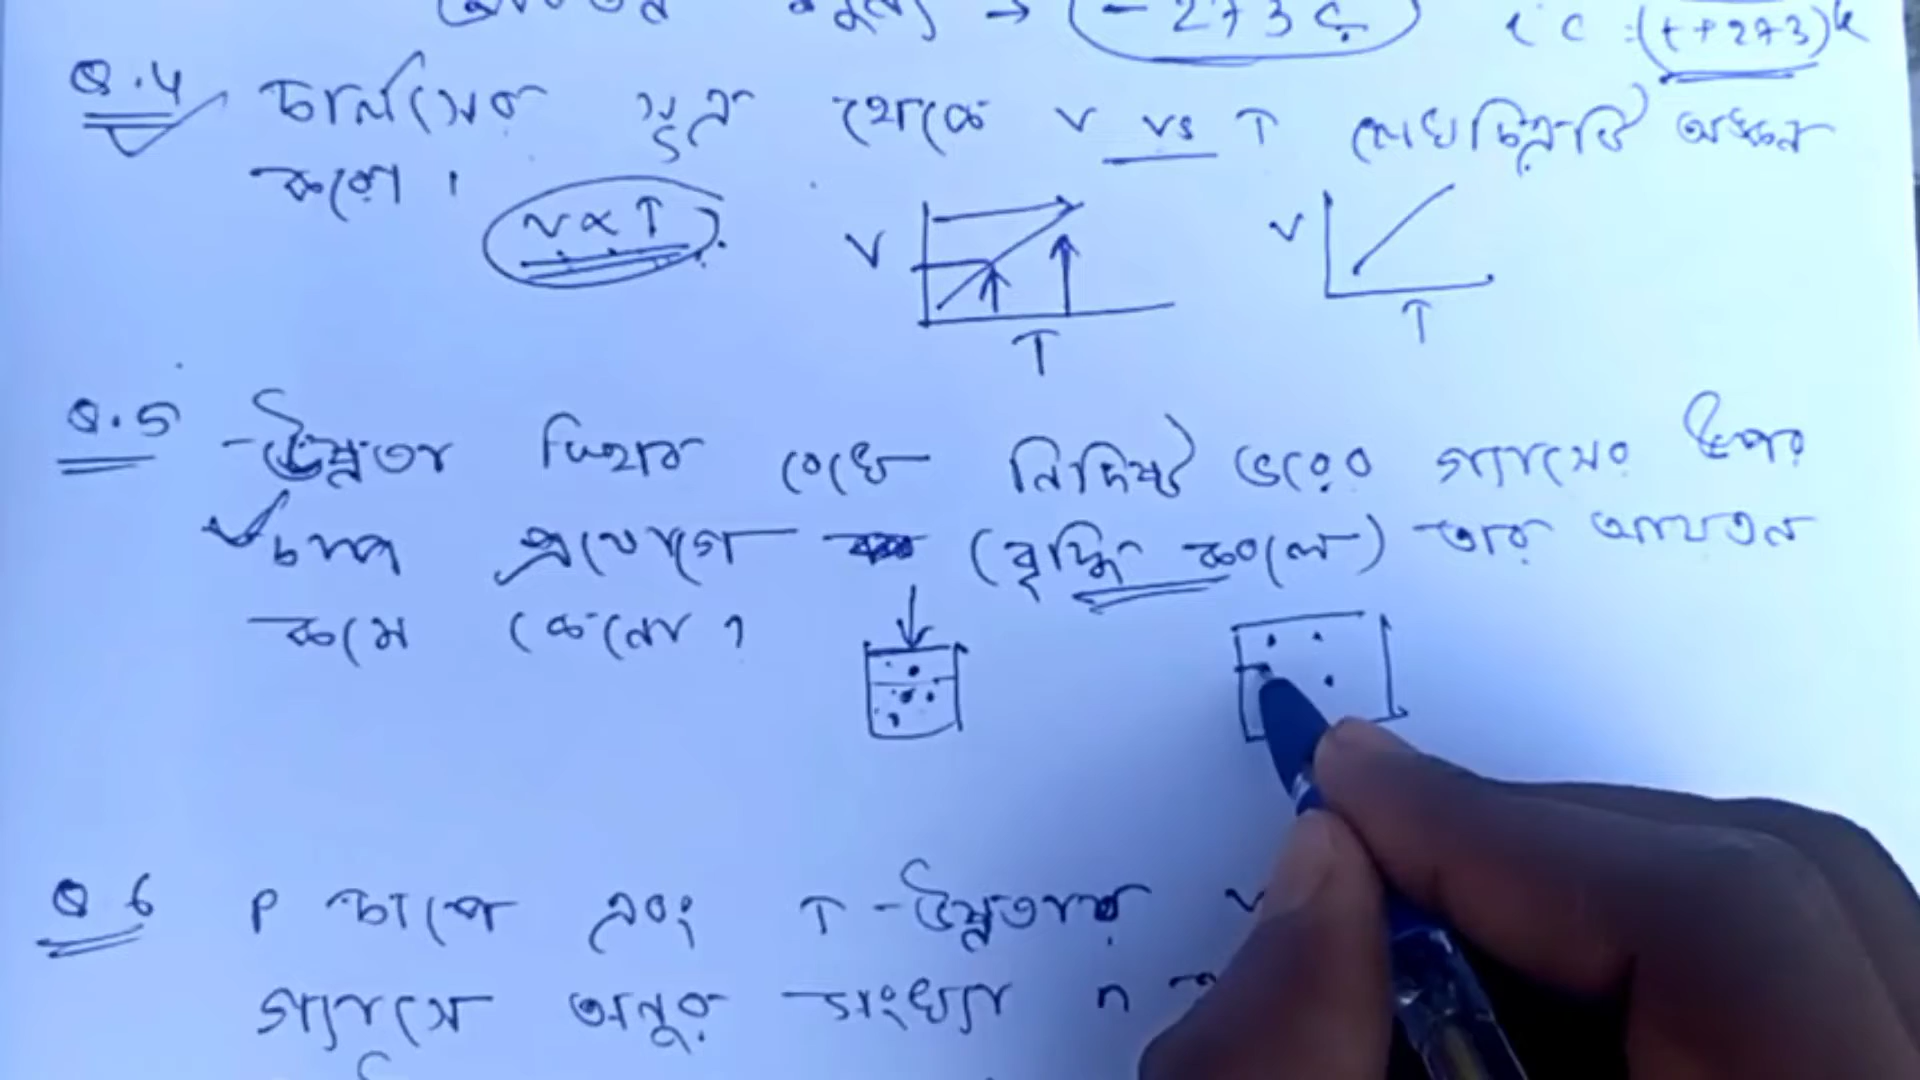 → - 273 C t°C = (t+273)K
Q.4 চার্লসের সূত্র থেকে V vs T লেখচিত্রটি অঙ্কন
করো।
V ∝ T V T V T
Q.5 উষ্ণতা স্থির রেখে নির্দিষ্ট ভরের গ্যাসের উপর
চাপ প্রয়োগে (বৃদ্ধি করলে) তার আয়তন
কমে কেনো?
Q 6 P চাপে এবং T উষ্ণতায় V
গ্যাসে অনুর সংখ্যা n